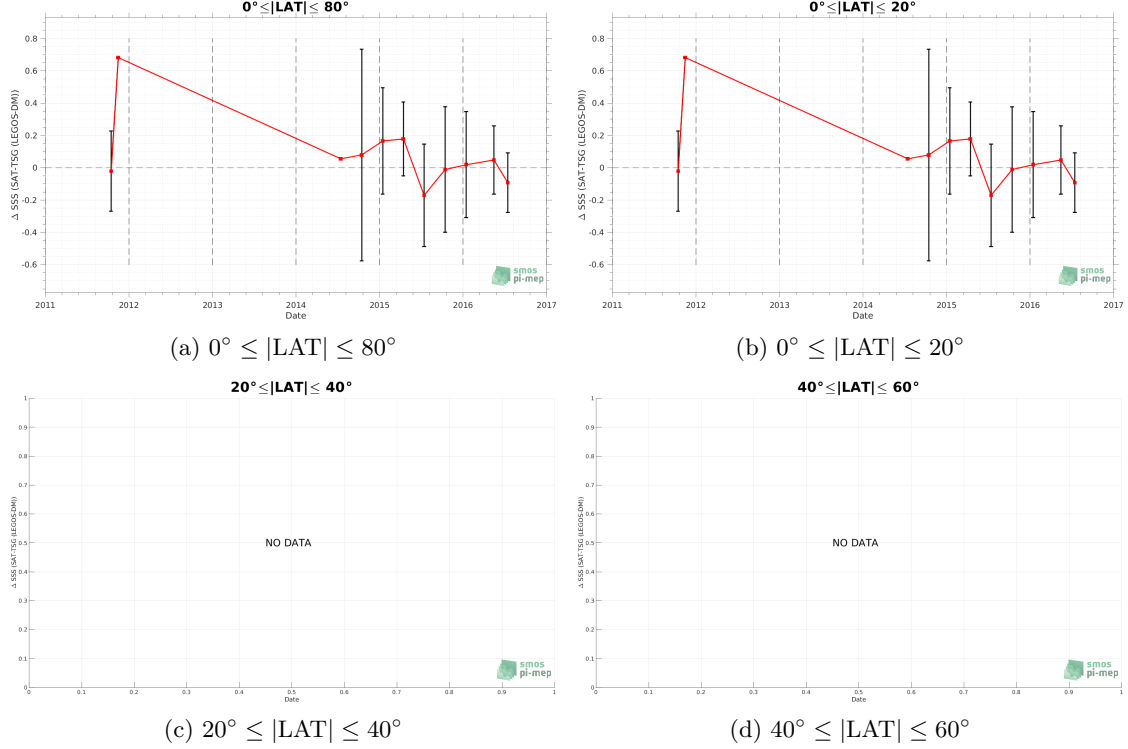 0°≤|LAT|≤ 80°
0.8
0.6
0.4
0.2
0
-0.2
-0.4
-0.6
Δ SSS (SAT-TSG (LEGOS-DM))
2011 2012 2013 2014 2015 2016 2017
Date
smos
pi-mep
(a) 0° ≤ |LAT| ≤ 80°
0°≤|LAT|≤ 20°
0.8
0.6
0.4
0.2
0
-0.2
-0.4
-0.6
Δ SSS (SAT-TSG (LEGOS-DM))
2011 2012 2013 2014 2015 2016 2017
Date
smos
pi-mep
(b) 0° ≤ |LAT| ≤ 20°
20°≤|LAT|≤ 40°
1
0.9
0.8
0.7
0.6
0.5
0.4
0.3
0.2
0.1
0
Δ SSS (SAT-TSG (LEGOS-DM))
NO DATA
0 0.1 0.2 0.3 0.4 0.5 0.6 0.7 0.8 0.9 1
Date
smos
pi-mep
(c) 20° ≤ |LAT| ≤ 40°
40°≤|LAT|≤ 60°
1
0.9
0.8
0.7
0.6
0.5
0.4
0.3
0.2
0.1
0
Δ SSS (SAT-TSG (LEGOS-DM))
NO DATA
0 0.1 0.2 0.3 0.4 0.5 0.6 0.7 0.8 0.9 1
Date
smos
pi-mep
(d) 40° ≤ |LAT| ≤ 60°